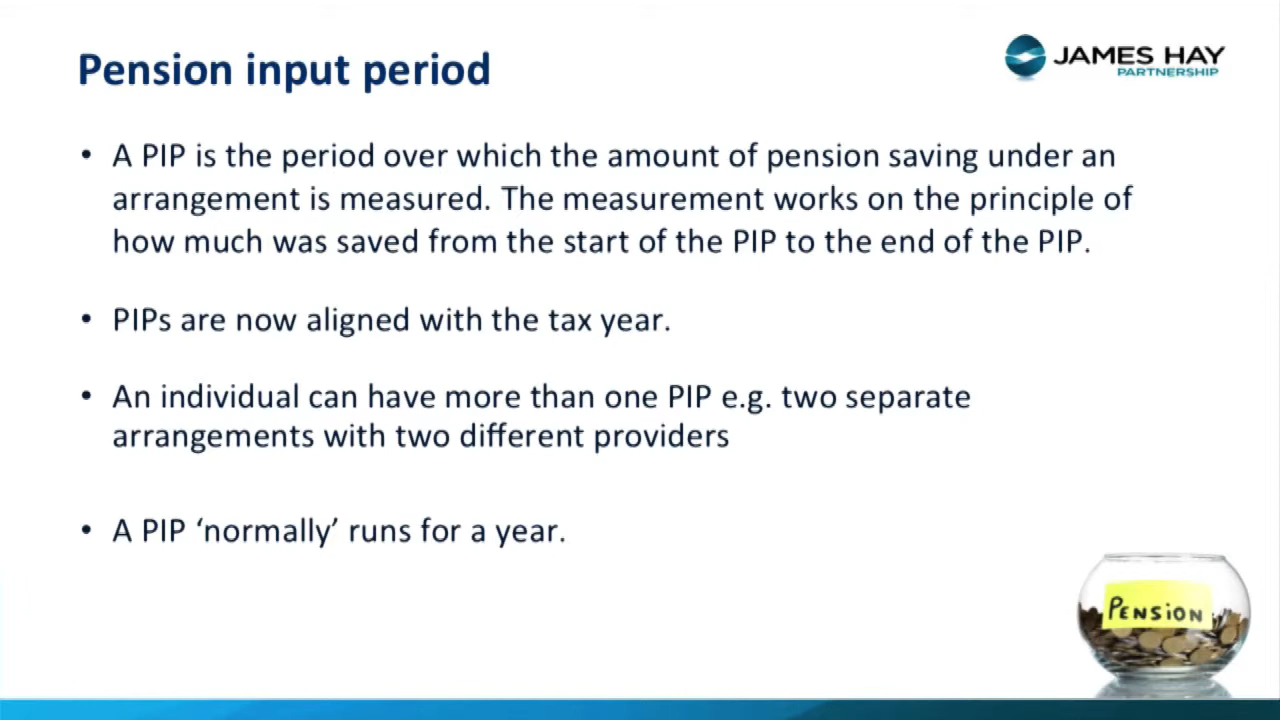 Pension input period
JAMES HAY
PARTNERSHIP
• A PIP is the period over which the amount of pension saving under an
arrangement is measured. The measurement works on the principle of
how much was saved from the start of the PIP to the end of the PIP.
• PIPs are now aligned with the tax year.
• An individual can have more than one PIP e.g. two separate
arrangements with two different providers
• A PIP ‘normally’ runs for a year.
PENSiON